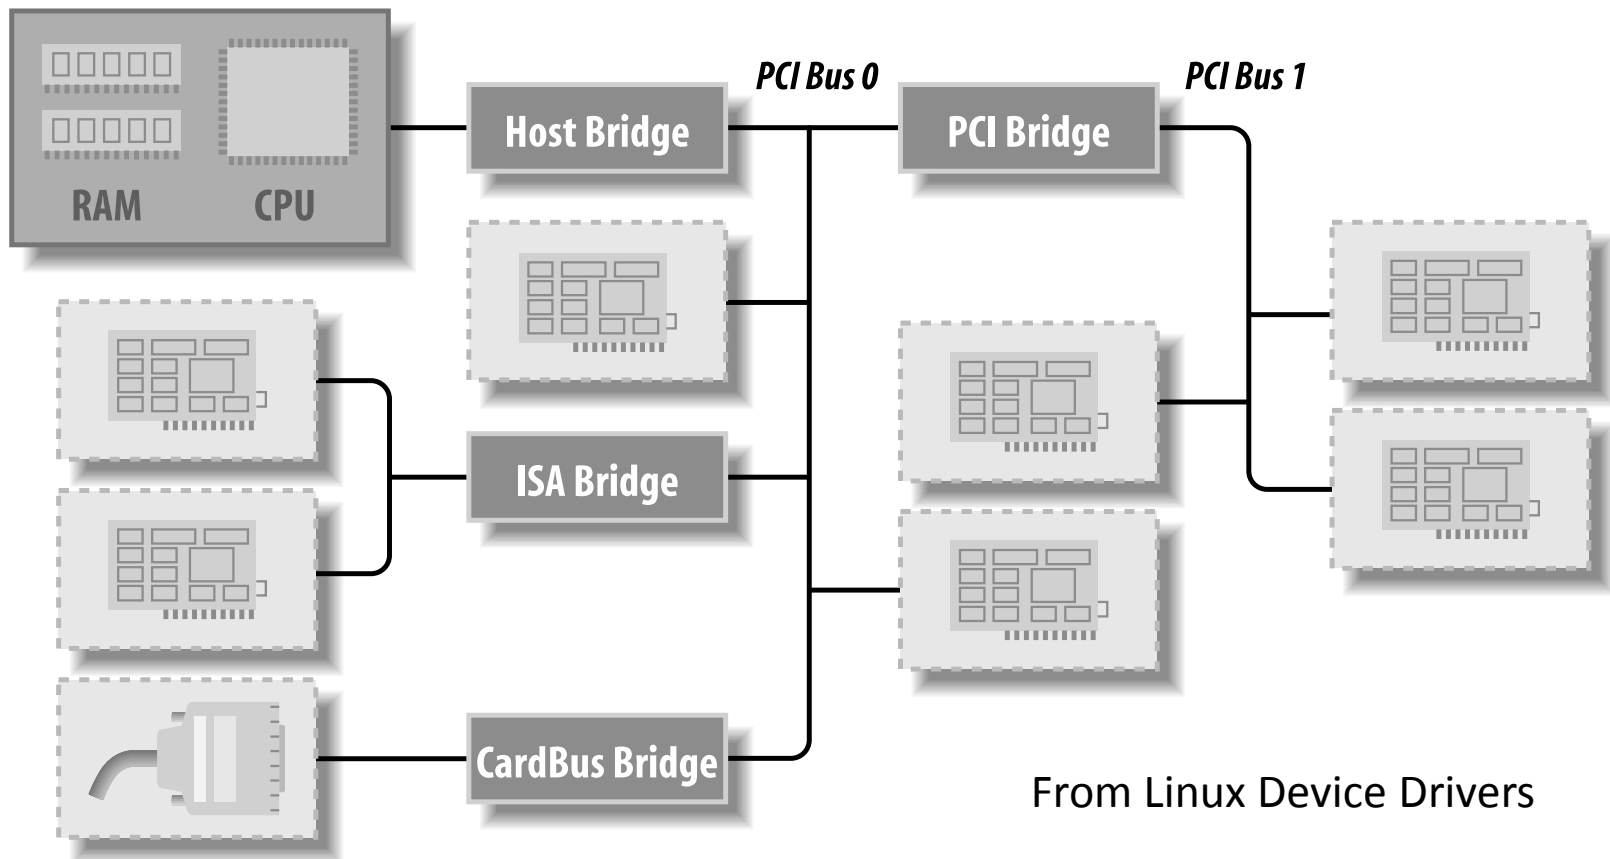 PCI Bus 0
PCI Bus 1
Host Bridge
PCI Bridge
RAM
CPU
ISA Bridge
CardBus Bridge
From Linux Device Drivers